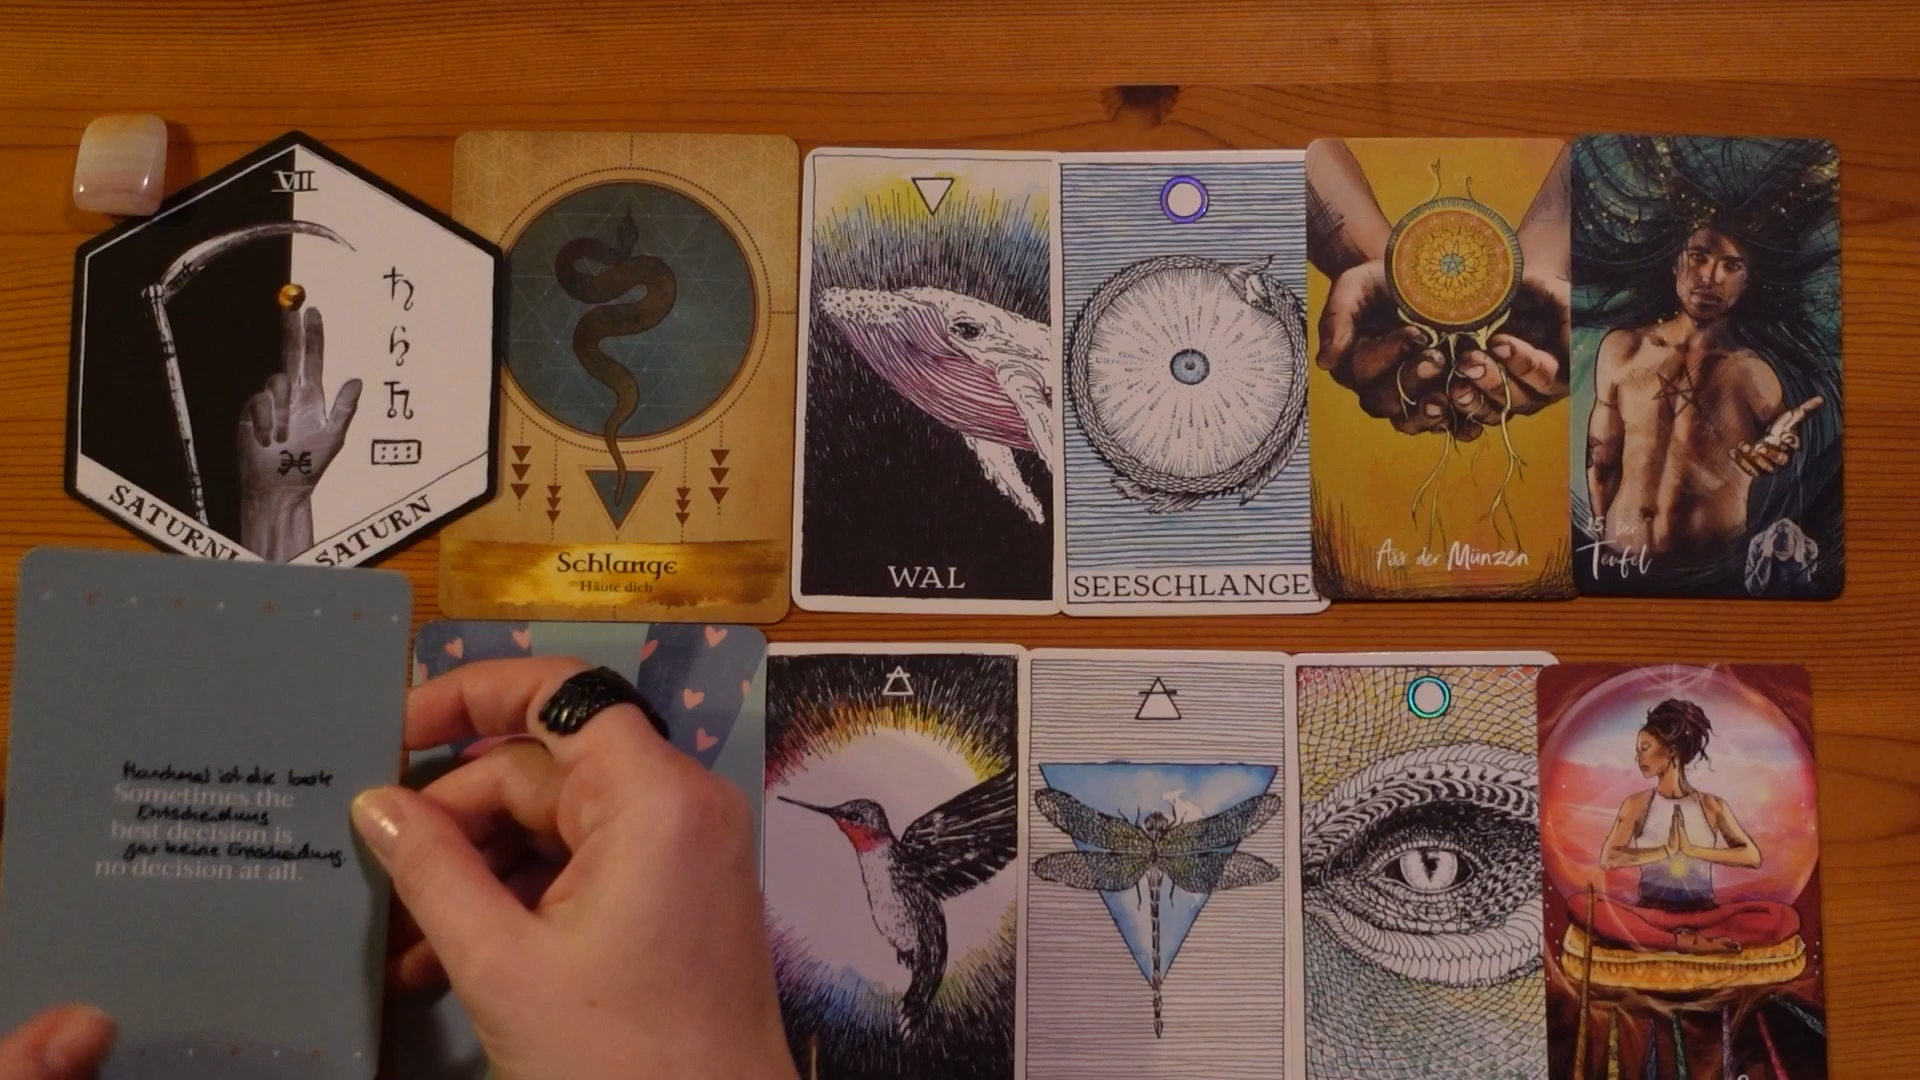 VII
SATURNI
SATURN
Schlange
Häute dich
WAL
SEESCHLANGE
Ass der Münzen
15. Der
Teufel
Manchmal ist die beste
Sometimes the
Entscheidung
best decision is
gar keine Entscheidung.
no decision at all.